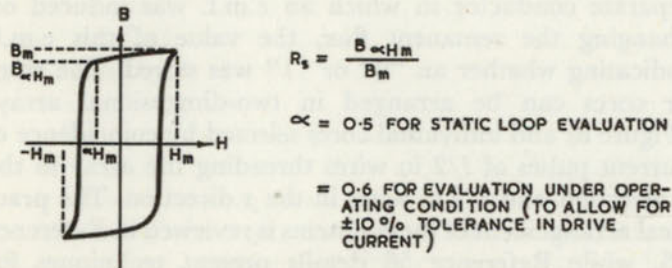 B
Bm
B∝Hm
-Hm
∝Hm
Hm
H
Rs = B∝Hm / Bm
∝ = 0·5 FOR STATIC LOOP EVALUATION
= 0·6 FOR EVALUATION UNDER OPER-
ATING CONDITION (TO ALLOW FOR
±10% TOLERANCE IN DRIVE
CURRENT)